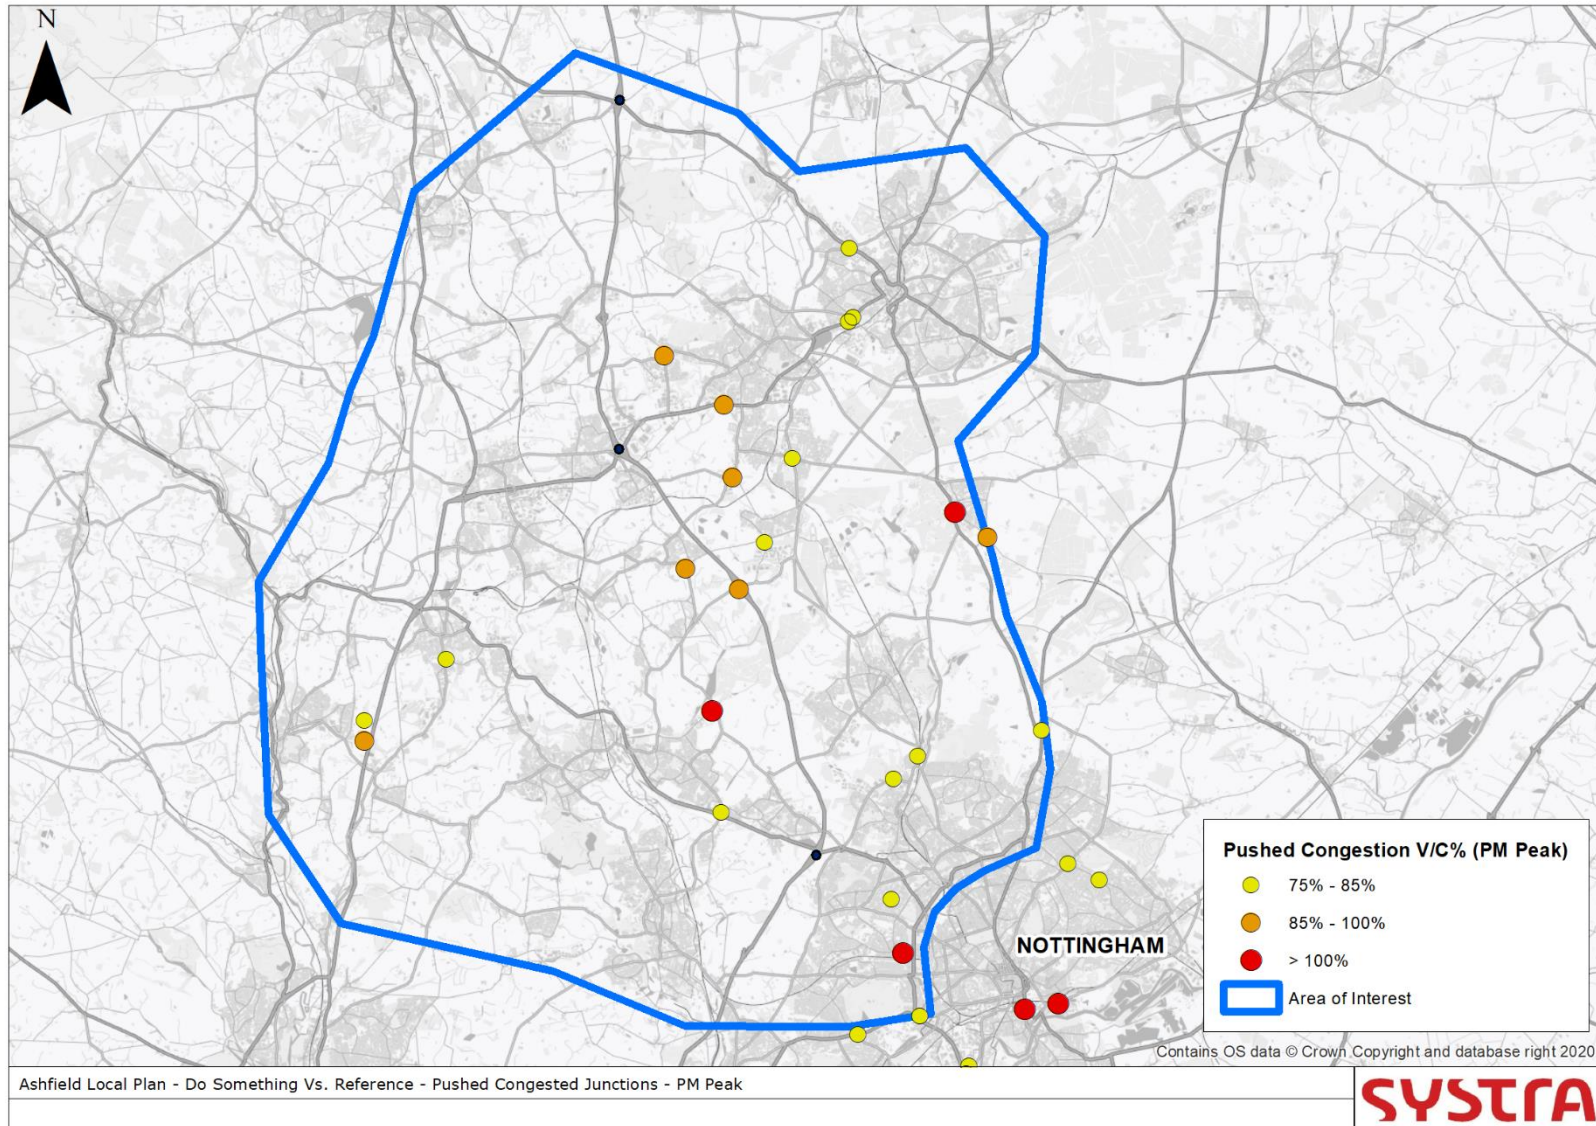 N
NOTTINGHAM
Pushed Congestion V/C% (PM Peak)
75% - 85%
85% - 100%
> 100%
Area of Interest
Contains OS data © Crown Copyright and database right 2020
Ashfield Local Plan - Do Something Vs. Reference - Pushed Congested Junctions - PM Peak
SYSTRA